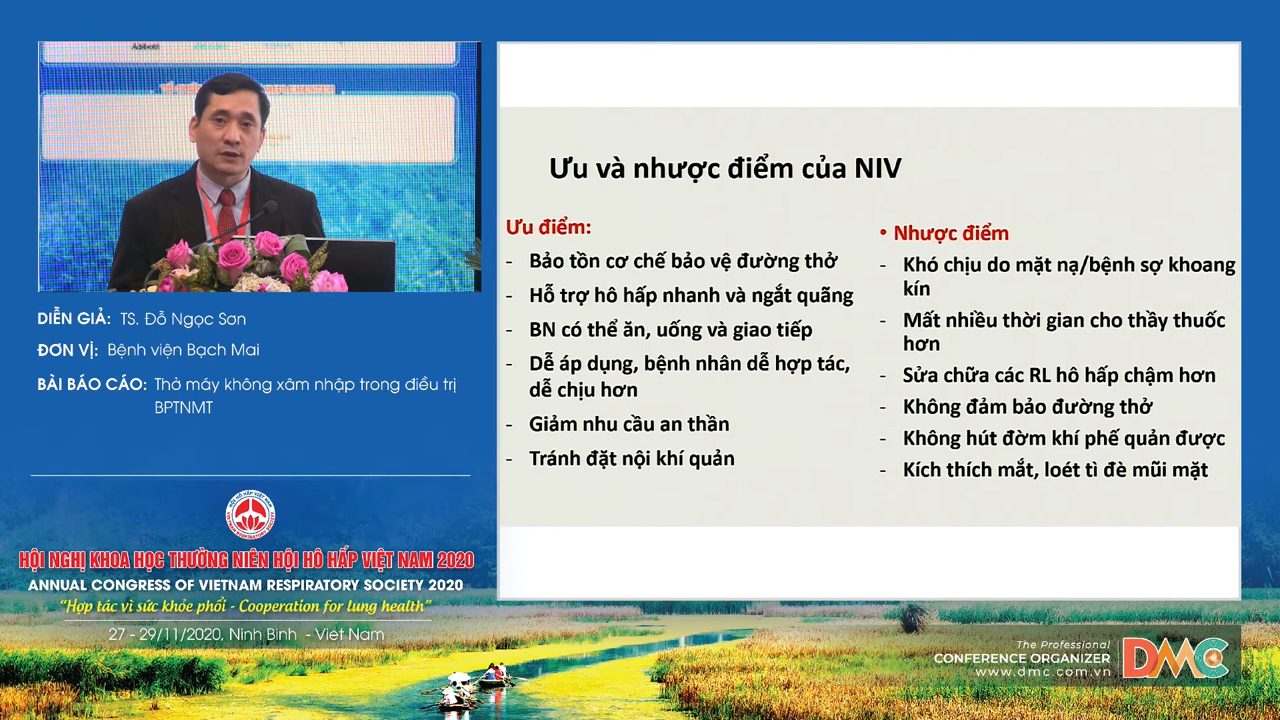 DIỄN GIẢ: TS. Đỗ Ngọc Sơn
ĐƠN VỊ: Bệnh viện Bạch Mai
BÀI BÁO CÁO: Thở máy không xâm nhập trong điều trị
BPTNMT
HỘI NGHỊ KHOA HỌC THƯỜNG NIÊN HỘI HÔ HẤP VIỆT NAM 2020
ANNUAL CONGRESS OF VIETNAM RESPIRATORY SOCIETY 2020
“Hợp tác vì sức khỏe phổi - Cooperation for lung health”
27 - 29/11/2020, Ninh Bình - Việt Nam
Ưu và nhược điểm của NIV
Ưu điểm:
- Bảo tồn cơ chế bảo vệ đường thở
- Hỗ trợ hô hấp nhanh và ngắt quãng
- BN có thể ăn, uống và giao tiếp
- Dễ áp dụng, bệnh nhân dễ hợp tác,
dễ chịu hơn
- Giảm nhu cầu an thần
- Tránh đặt nội khí quản
• Nhược điểm
- Khó chịu do mặt nạ/bệnh sợ khoang
kín
- Mất nhiều thời gian cho thầy thuốc
hơn
- Sửa chữa các RL hô hấp chậm hơn
- Không đảm bảo đường thở
- Không hút đờm khí phế quản được
- Kích thích mắt, loét tì đè mũi mặt
The Professional
CONFERENCE ORGANIZER
www.dmc.com.vn
DMC